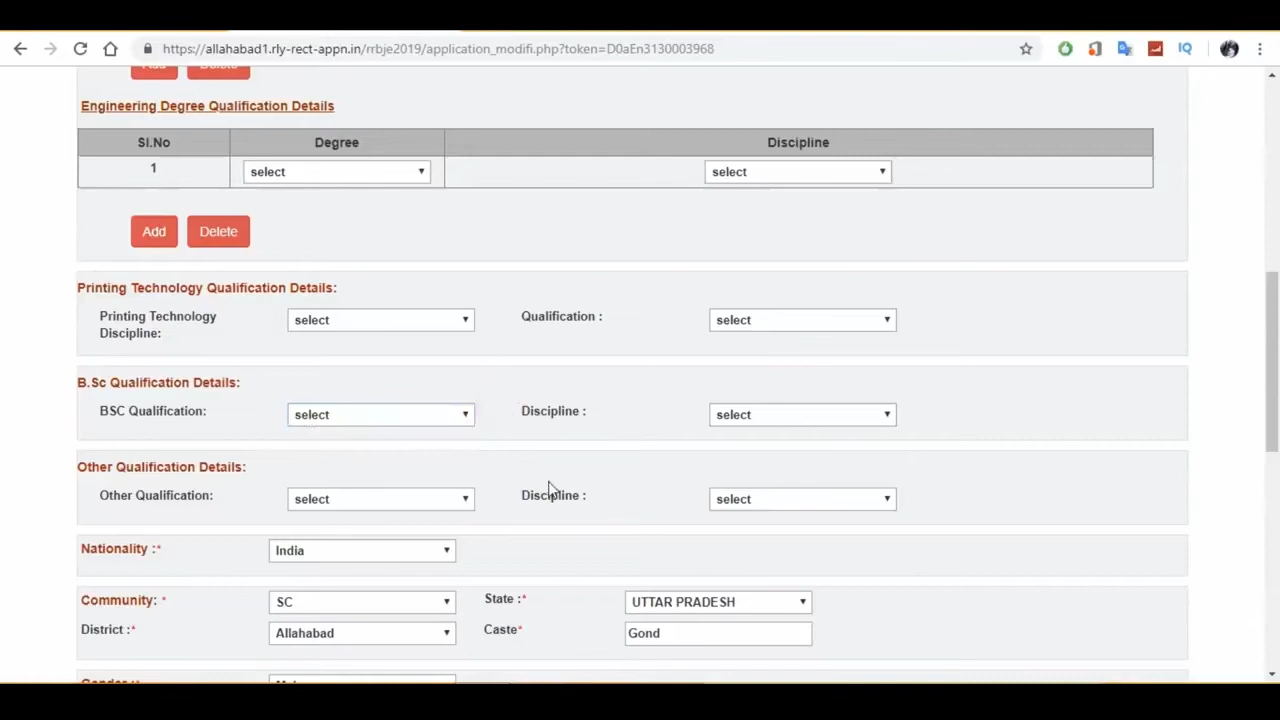 https://allahabad1.rly-rect-appn.in/rrbje2019/application_modifi.php?token=D0aEn3130003968
Add Delete
Engineering Degree Qualification Details
Sl.No Degree Discipline
1 select select
Add Delete
Printing Technology Qualification Details:
Printing Technology Discipline: select Qualification : select
B.Sc Qualification Details:
BSC Qualification: select Discipline : select
Other Qualification Details:
Other Qualification: select Discipline : select
Nationality :* India
Community: * SC State :* UTTAR PRADESH
District :* Allahabad Caste* Gond